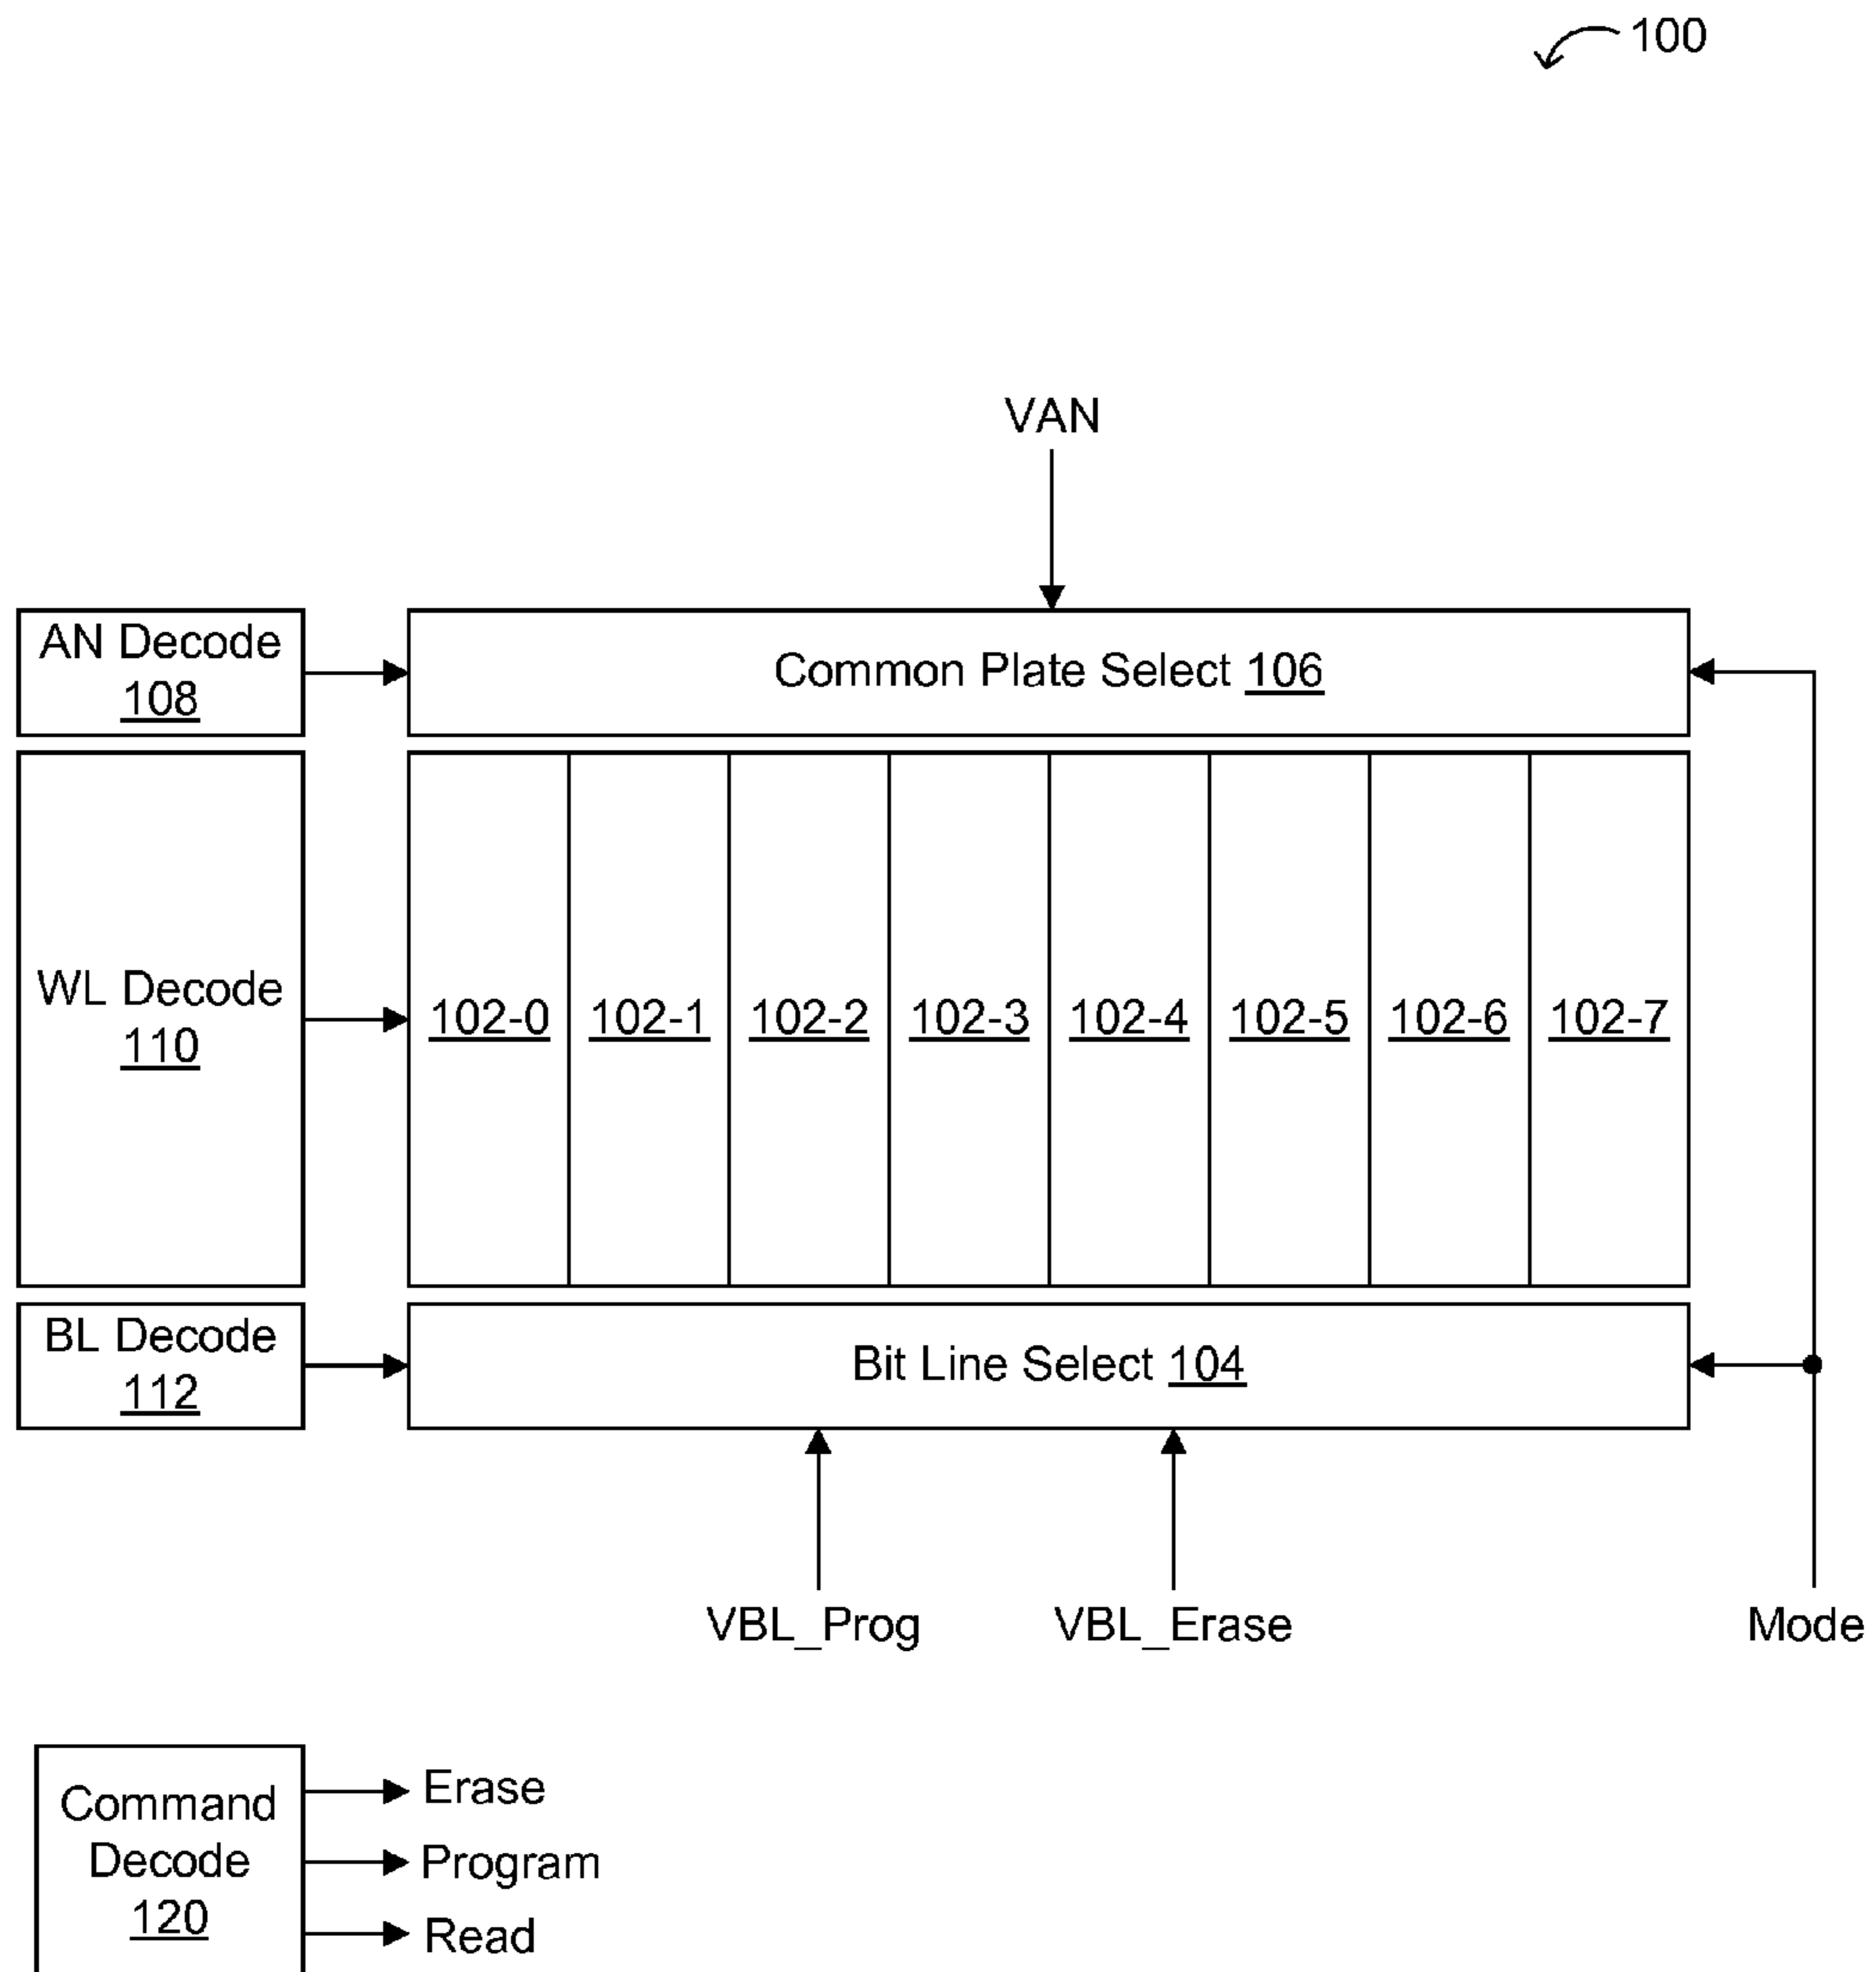 100
VAN
AN Decode
108
Common Plate Select 106
WL Decode
110
102-0 102-1 102-2 102-3 102-4 102-5 102-6 102-7
BL Decode
112
Bit Line Select 104
VBL_Prog VBL_Erase Mode
Command
Decode
120
Erase
Program
Read